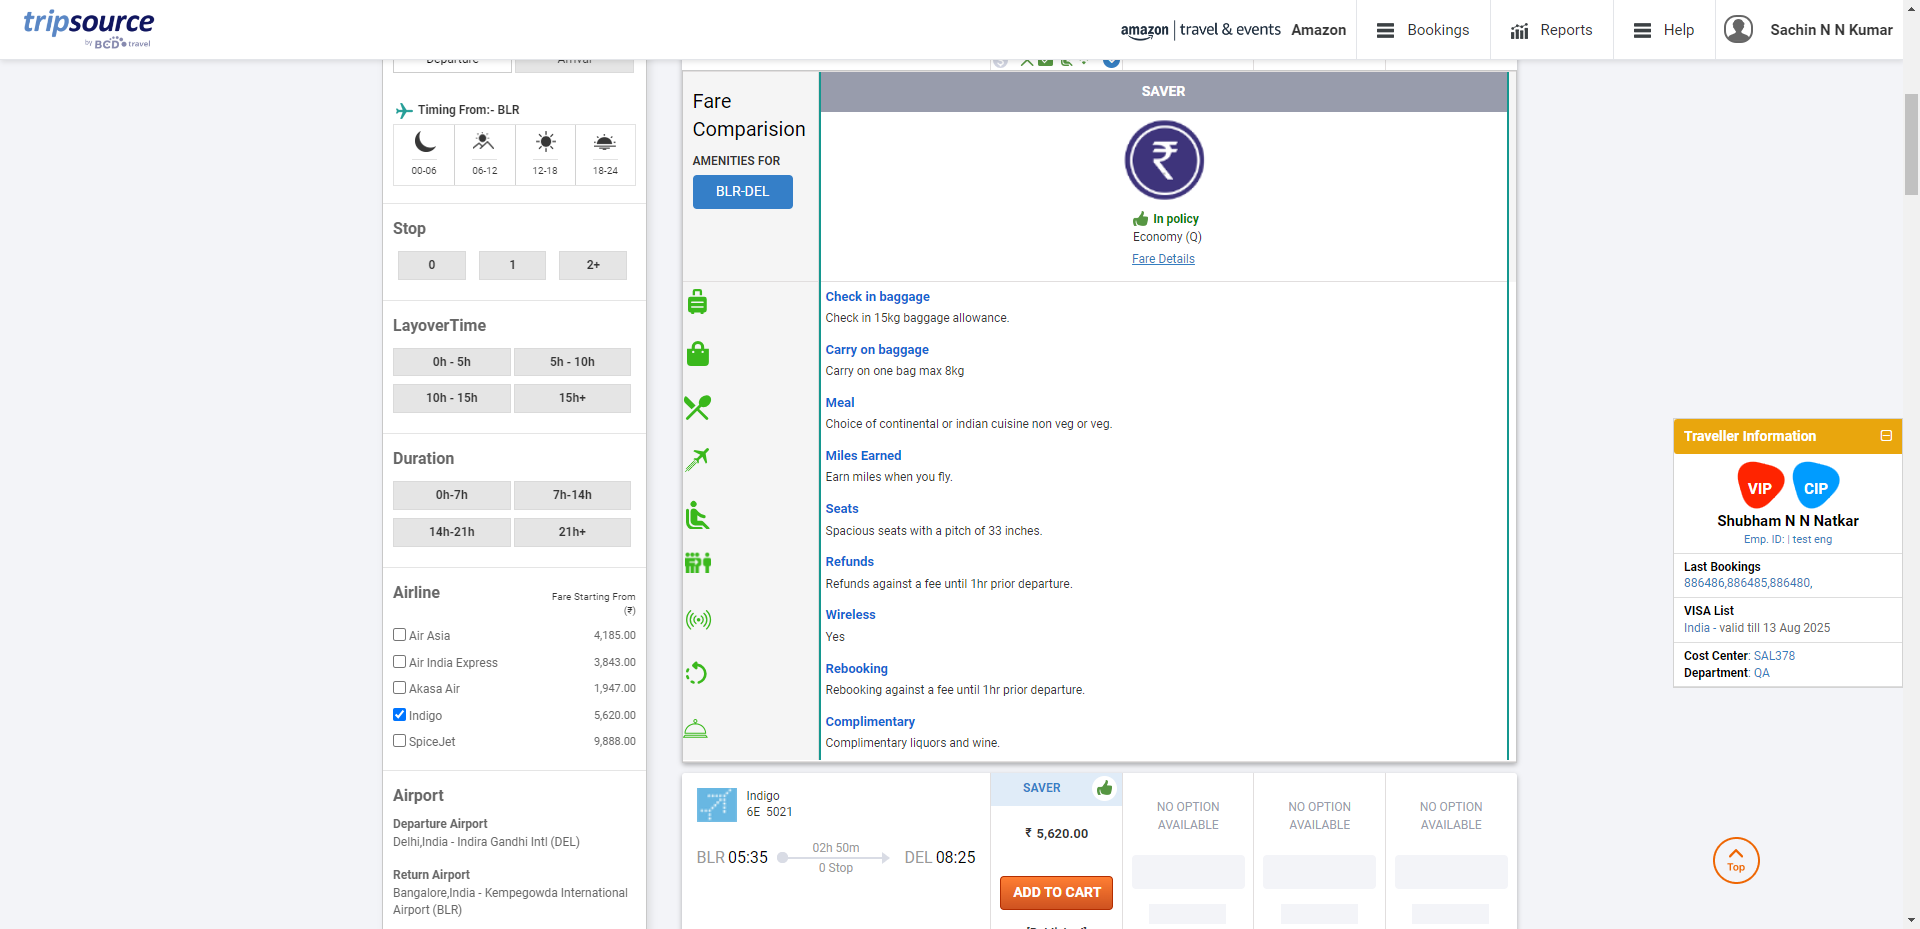 tripsource
by BCD travel
amazon | travel & events Amazon
Bookings
Reports
Help
Sachin N N Kumar
Departure
Arrival
Timing From:- BLR
00-06
06-12
12-18
18-24
Stop
0
1
2+
LayoverTime
0h - 5h
5h - 10h
10h - 15h
15h+
Duration
0h-7h
7h-14h
14h-21h
21h+
Airline
Fare Starting From
(₹)
Air Asia 4,185.00
Air India Express 3,843.00
Akasa Air 1,947.00
Indigo 5,620.00
SpiceJet 9,888.00
Airport
Departure Airport
Delhi,India - Indira Gandhi Intl (DEL)
Return Airport
Bangalore,India - Kempegowda International
Airport (BLR)
Fare
Comparision
AMENITIES FOR
BLR-DEL
SAVER
₹
In policy
Economy (Q)
Fare Details
Check in baggage
Check in 15kg baggage allowance.
Carry on baggage
Carry on one bag max 8kg
Meal
Choice of continental or indian cuisine non veg or veg.
Miles Earned
Earn miles when you fly.
Seats
Spacious seats with a pitch of 33 inches.
Refunds
Refunds against a fee until 1hr prior departure.
Wireless
Yes
Rebooking
Rebooking against a fee until 1hr prior departure.
Complimentary
Complimentary liquors and wine.
Indigo
6E 5021
BLR 05:35
02h 50m
0 Stop
DEL 08:25
SAVER
₹ 5,620.00
ADD TO CART
NO OPTION
AVAILABLE
NO OPTION
AVAILABLE
NO OPTION
AVAILABLE
Traveller Information
VIP
CIP
Shubham N N Natkar
Emp. ID: | test eng
Last Bookings
886486,886485,886480,
VISA List
India - valid till 13 Aug 2025
Cost Center: SAL378
Department: QA
Top